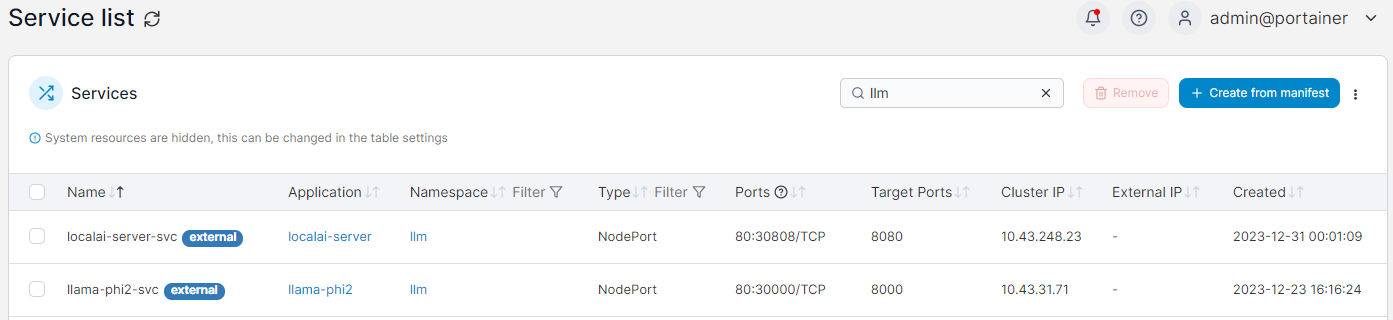 Service list
admin@portainer
Services
llm
Remove
Create from manifest
System resources are hidden, this can be changed in the table settings
Name Application Namespace Filter Type Filter Ports Target Ports Cluster IP External IP Created
localai-server-svc external localai-server llm NodePort 80:30808/TCP 8080 10.43.248.23 - 2023-12-31 00:01:09
llama-phi2-svc external llama-phi2 llm NodePort 80:30000/TCP 8000 10.43.31.71 - 2023-12-23 16:16:24